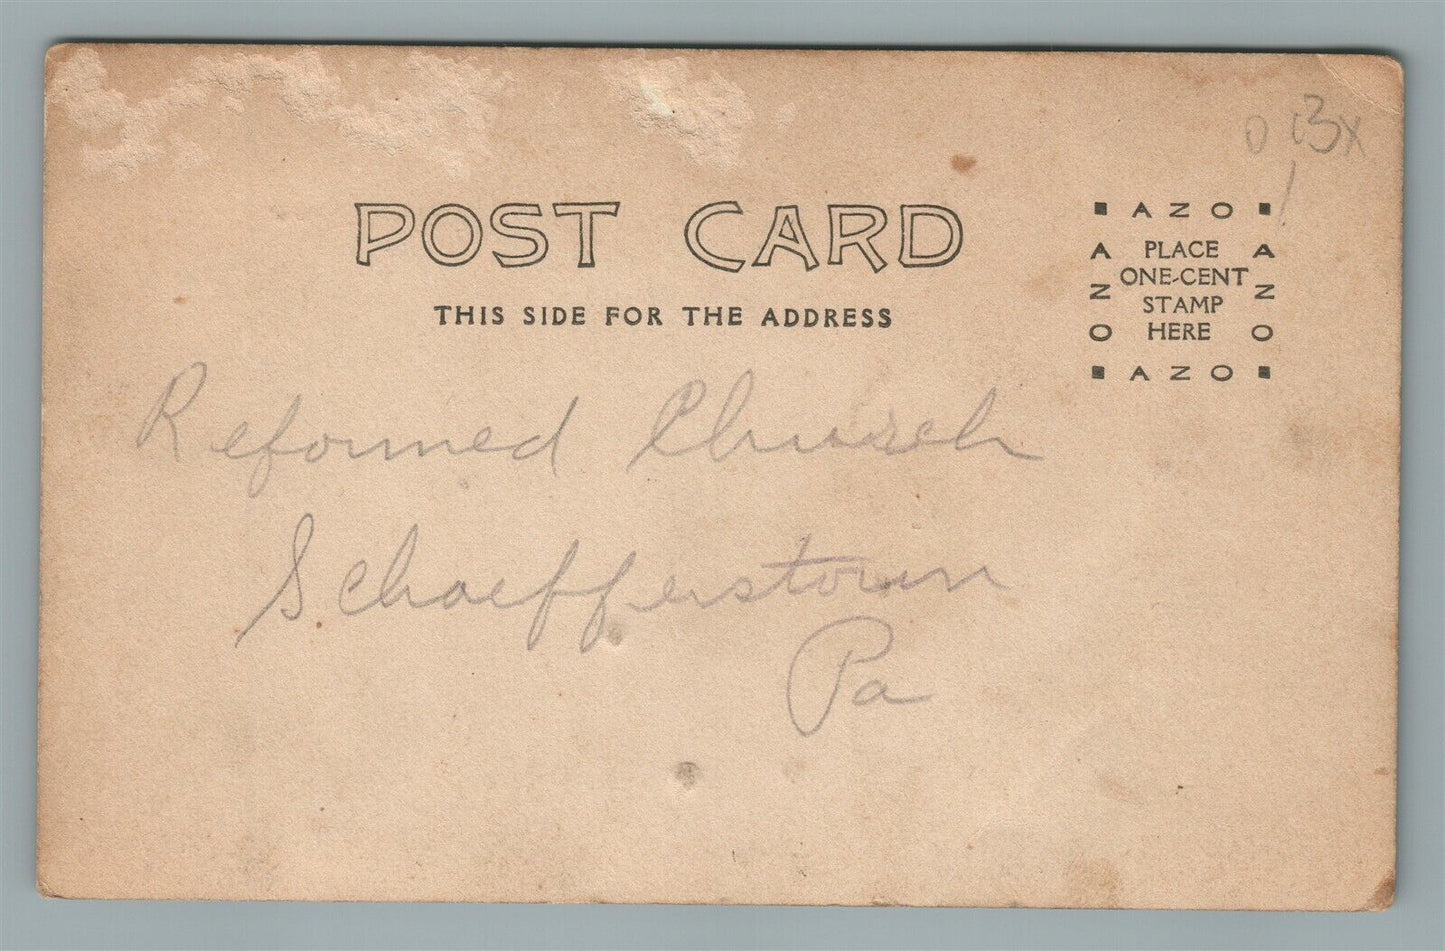 POST CARD
THIS SIDE FOR THE ADDRESS
AZO
A PLACE A
ONE-CENT
N STAMP N
O HERE O
AZO
Reformed Church
Schaefferstown
Pa